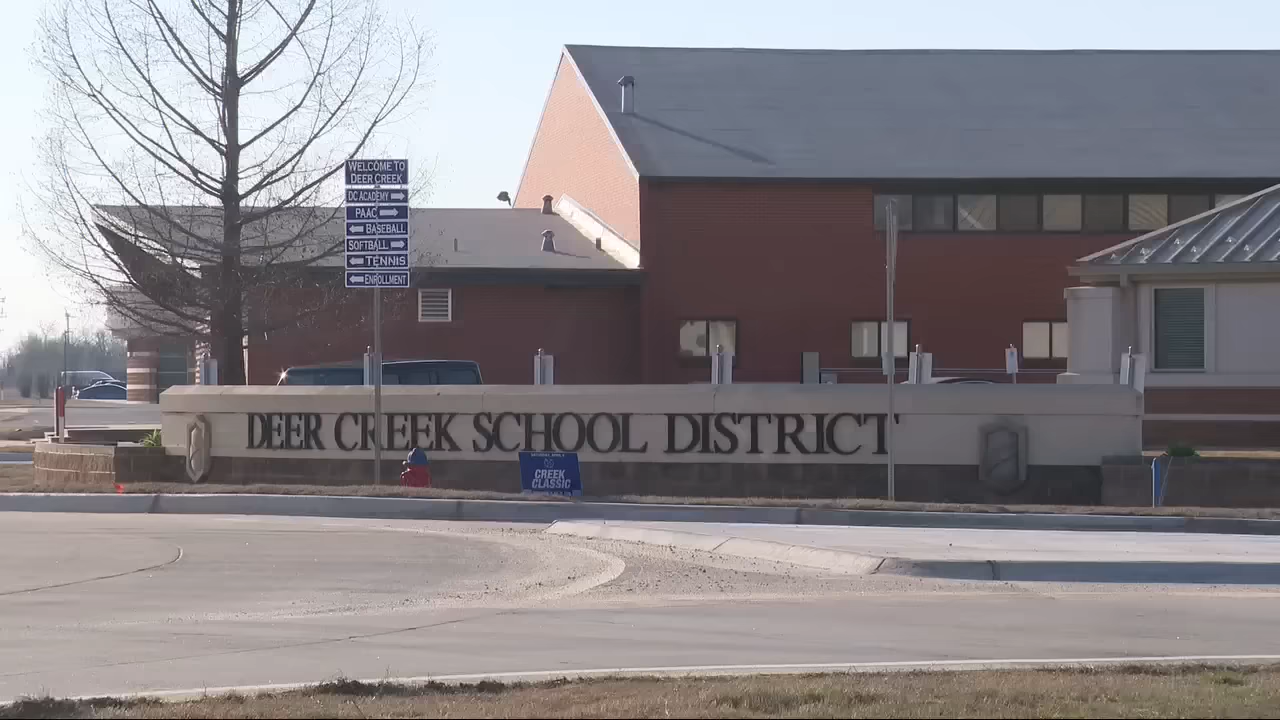 WELCOME TO
DEER CREEK
DC ACADEMY
PAAC
BASEBALL
SOFTBALL
TENNIS
ENROLLMENT
DEER CREEK SCHOOL DISTRICT
CREEK
CLASSIC